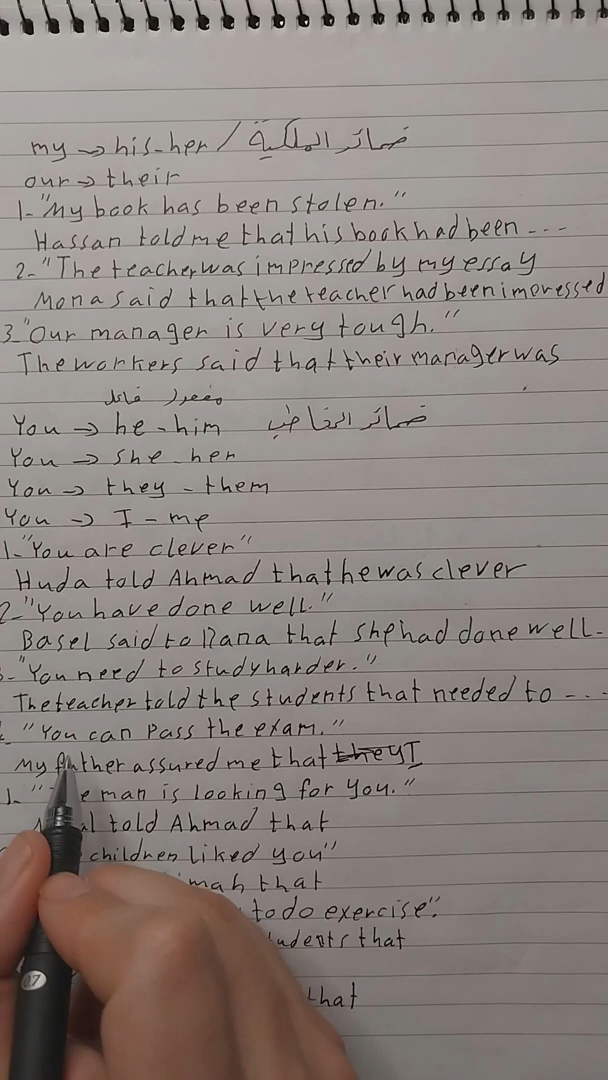 my → his-her / ضمائر الملكية
our → their
1-"My book has been stolen."
Hassan told me that his book had been ---
2-"The teacher was impressed by my essay
Mona said that the teacher had been impressed
3"Our manager is very tough."
The workers said that their manager was
مفعول فاعل
You → he - him ضمائر المخاطب
You → she - her
You → they - them
You → I - me
1-"You are clever"
Huda told Ahmad that he was clever
2-"You have done well."
Basel said to Rana that she had done well-
"You need to study harder."
The teacher told the students that needed to ---
"You can pass the exam."
My father assured me that they I
1- man is looking for you."
told Ahmad that
children liked you"
that
to do exercise".
that
that